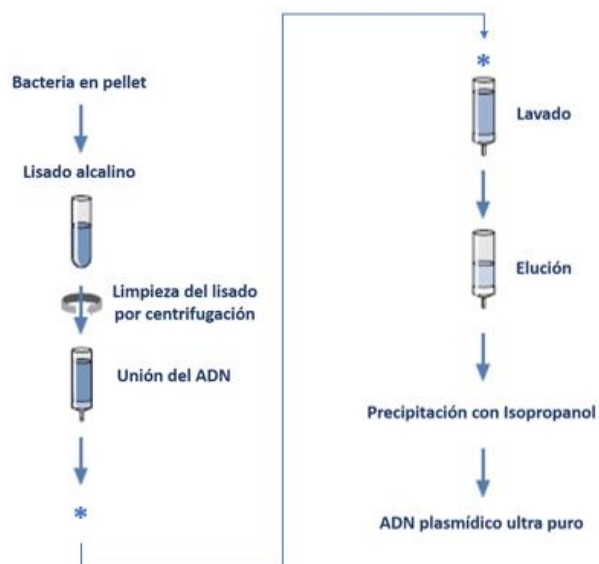 Bacteria en pellet
Lisado alcalino
Limpieza del lisado
por centrifugación
Unión del ADN
*
*
Lavado
Elución
Precipitación con Isopropanol
ADN plasmídico ultra puro